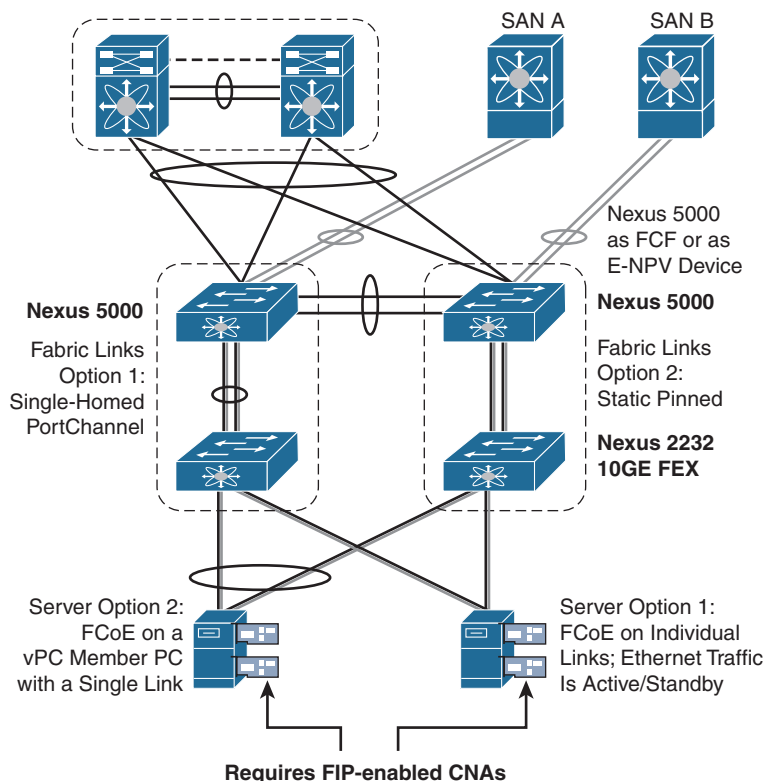 SAN A
SAN B
Nexus 5000
as FCF or as
E-NPV Device
Nexus 5000
Nexus 5000
Fabric Links
Option 1:
Single-Homed
PortChannel
Fabric Links
Option 2:
Static Pinned
Nexus 2232
10GE FEX
Server Option 2:
FCoE on a
vPC Member PC
with a Single Link
Server Option 1:
FCoE on Individual
Links; Ethernet Traffic
Is Active/Standby
Requires FIP-enabled CNAs